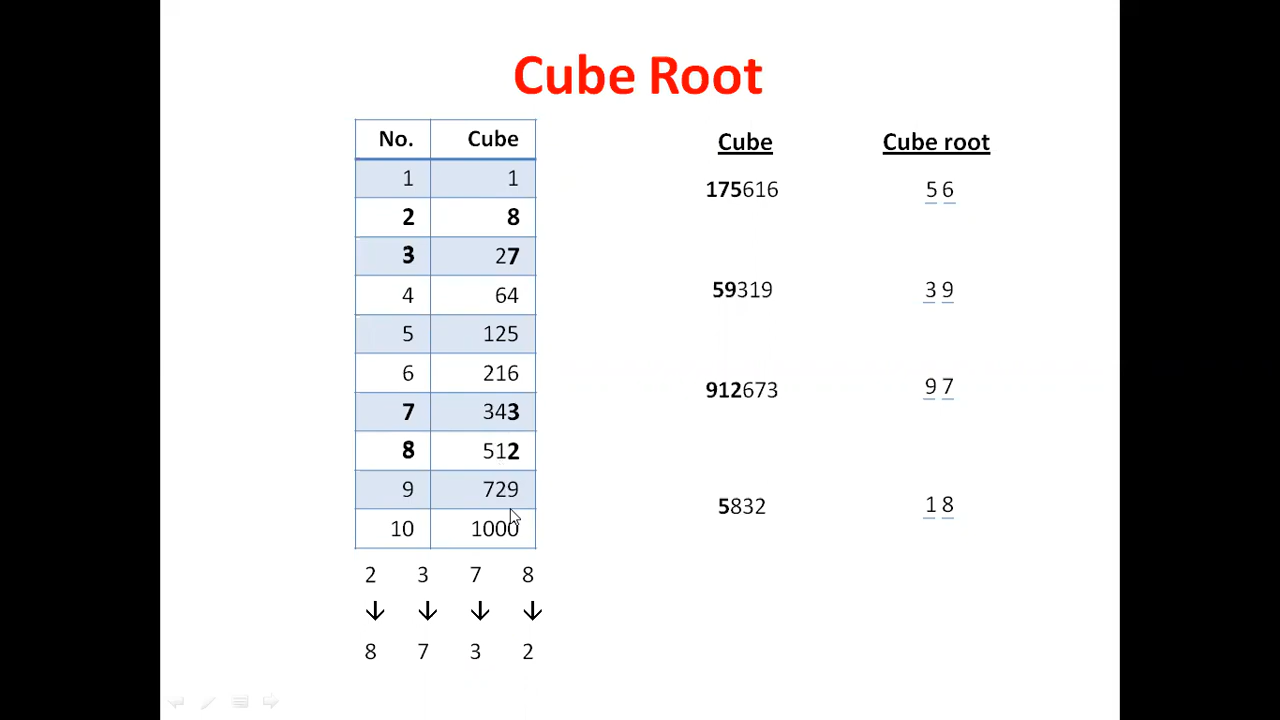 Cube Root
No. Cube
1 1
2 8
3 27
4 64
5 125
6 216
7 343
8 512
9 729
10 1000
2 3 7 8
↓ ↓ ↓ ↓
8 7 3 2
Cube Cube root
175616 5 6
59319 3 9
912673 9 7
5832 1 8